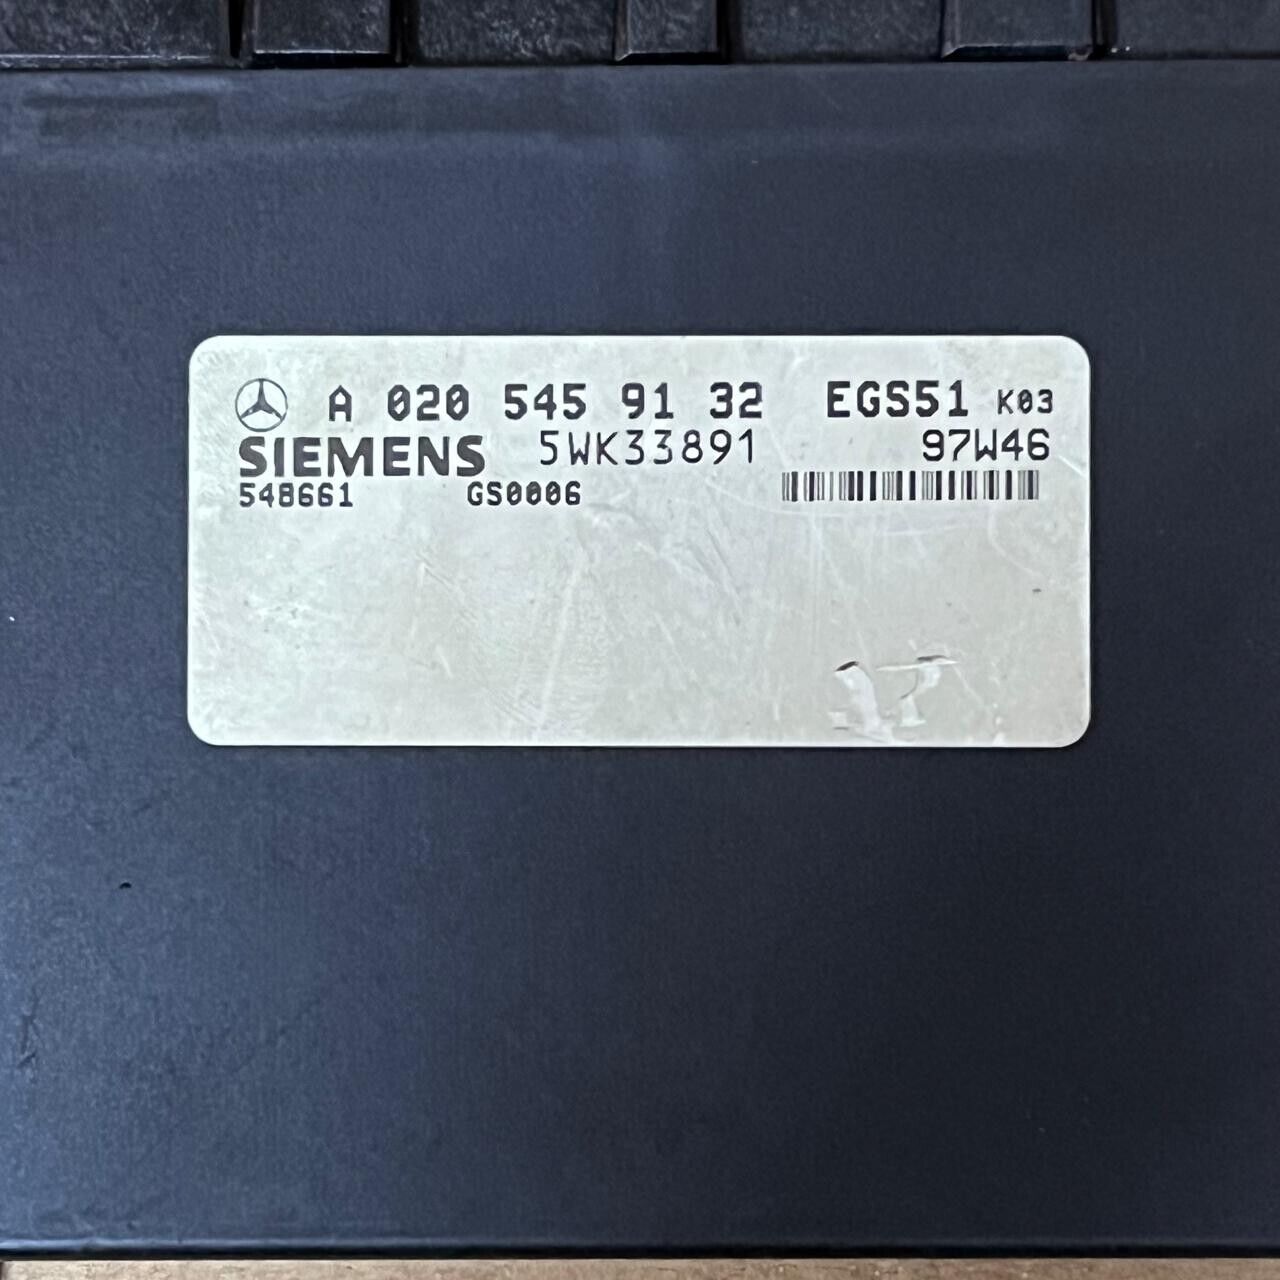 A 020 545 91 32 EGS51 K03
SIEMENS 5WK33891 97W46
548661 GS0006